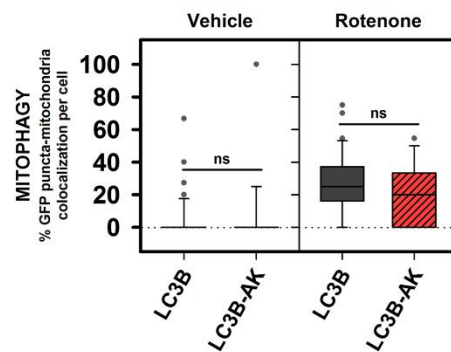 Vehicle Rotenone
MITOPHAGY
% GFP puncta-mitochondria
colocalization per cell
100
80
60
40
20
0
ns ns
LC3B LC3B-AK LC3B LC3B-AK